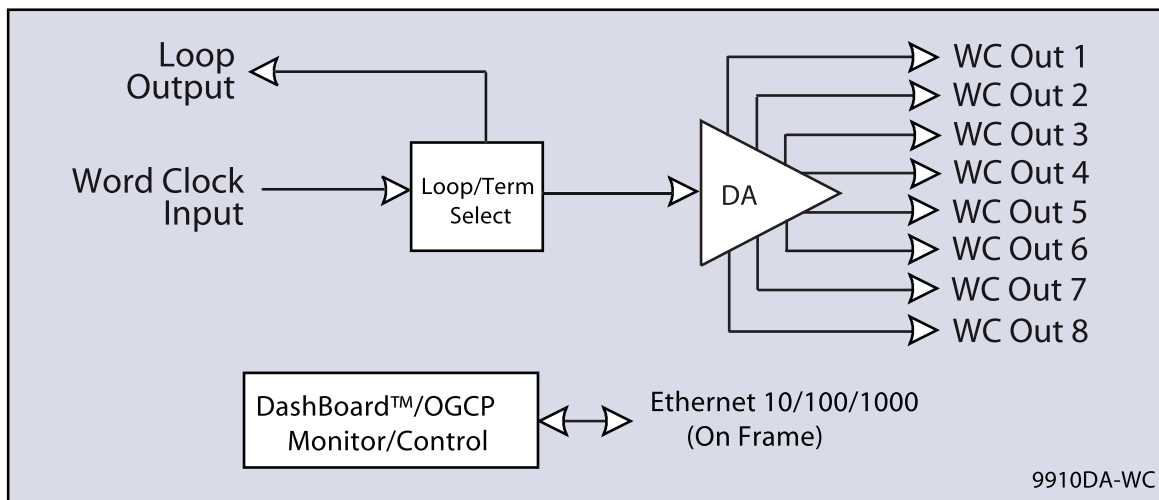 Loop
Output
Word Clock
Input
Loop/Term
Select
DA
WC Out 1
WC Out 2
WC Out 3
WC Out 4
WC Out 5
WC Out 6
WC Out 7
WC Out 8
DashBoard™/OGCP
Monitor/Control
Ethernet 10/100/1000
(On Frame)
9910DA-WC